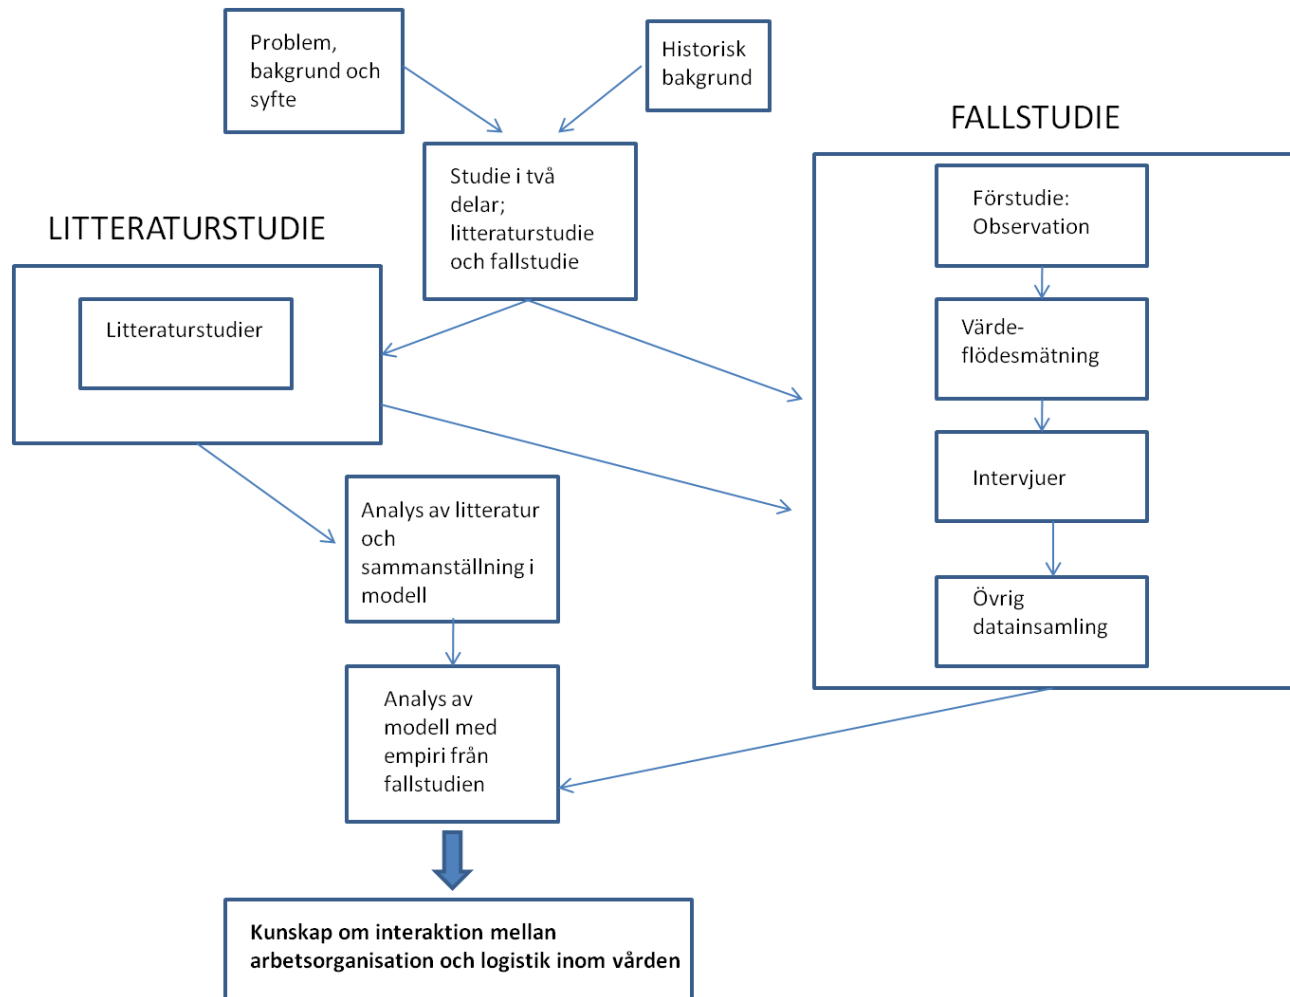 Problem,
bakgrund och
syfte
Historisk
bakgrund
Studie i två
delar;
litteraturstudie
och fallstudie
LITTERATURSTUDIE
Litteraturstudier
FALLSTUDIE
Förstudie:
Observation
Värde-
flödesmätning
Intervjuer
Övrig
datainsamling
Analys av litteratur
och
sammanställning i
modell
Analys av
modell med
empiri från
fallstudien
Kunskap om interaktion mellan
arbetsorganisation och logistik inom vården